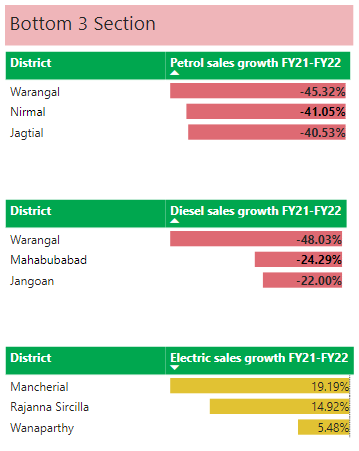 Bottom 3 Section
District Petrol sales growth FY21-FY22
Warangal -45.32%
Nirmal -41.05%
Jagtial -40.53%
District Diesel sales growth FY21-FY22
Warangal -48.03%
Mahabubabad -24.29%
Jangoan -22.00%
District Electric sales growth FY21-FY22
Mancherial 19.19%
Rajanna Sircilla 14.92%
Wanaparthy 5.48%